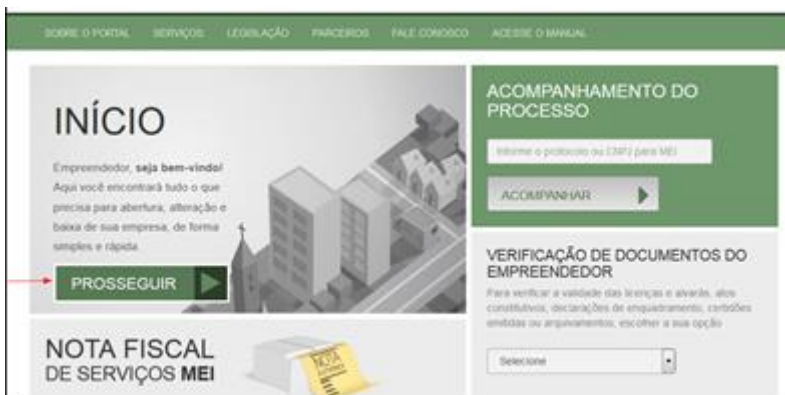 SOBRE O PORTAL SERVIÇOS LEGISLAÇÃO PARCEIROS FALE CONOSCO ACESSE O MANUAL
INÍCIO
Empreendedor, seja bem-vindo!
Aqui você encontrará tudo o que
precisa para abertura, alteração e
baixa de sua empresa, de forma
simples e rápida
PROSSEGUIR
NOTA FISCAL
DE SERVIÇOS MEI
NOTA
ACOMPANHAMENTO DO
PROCESSO
Informe o protocolo ou CNPJ para MEI
ACOMPANHAR
VERIFICAÇÃO DE DOCUMENTOS DO
EMPREENDEDOR
Para verificar a validade das licenças e alvarás, atos
constitutivos, declarações de enquadramento, certidões
emitidas ou arquivamentos, escolher a sua opção
Selecione